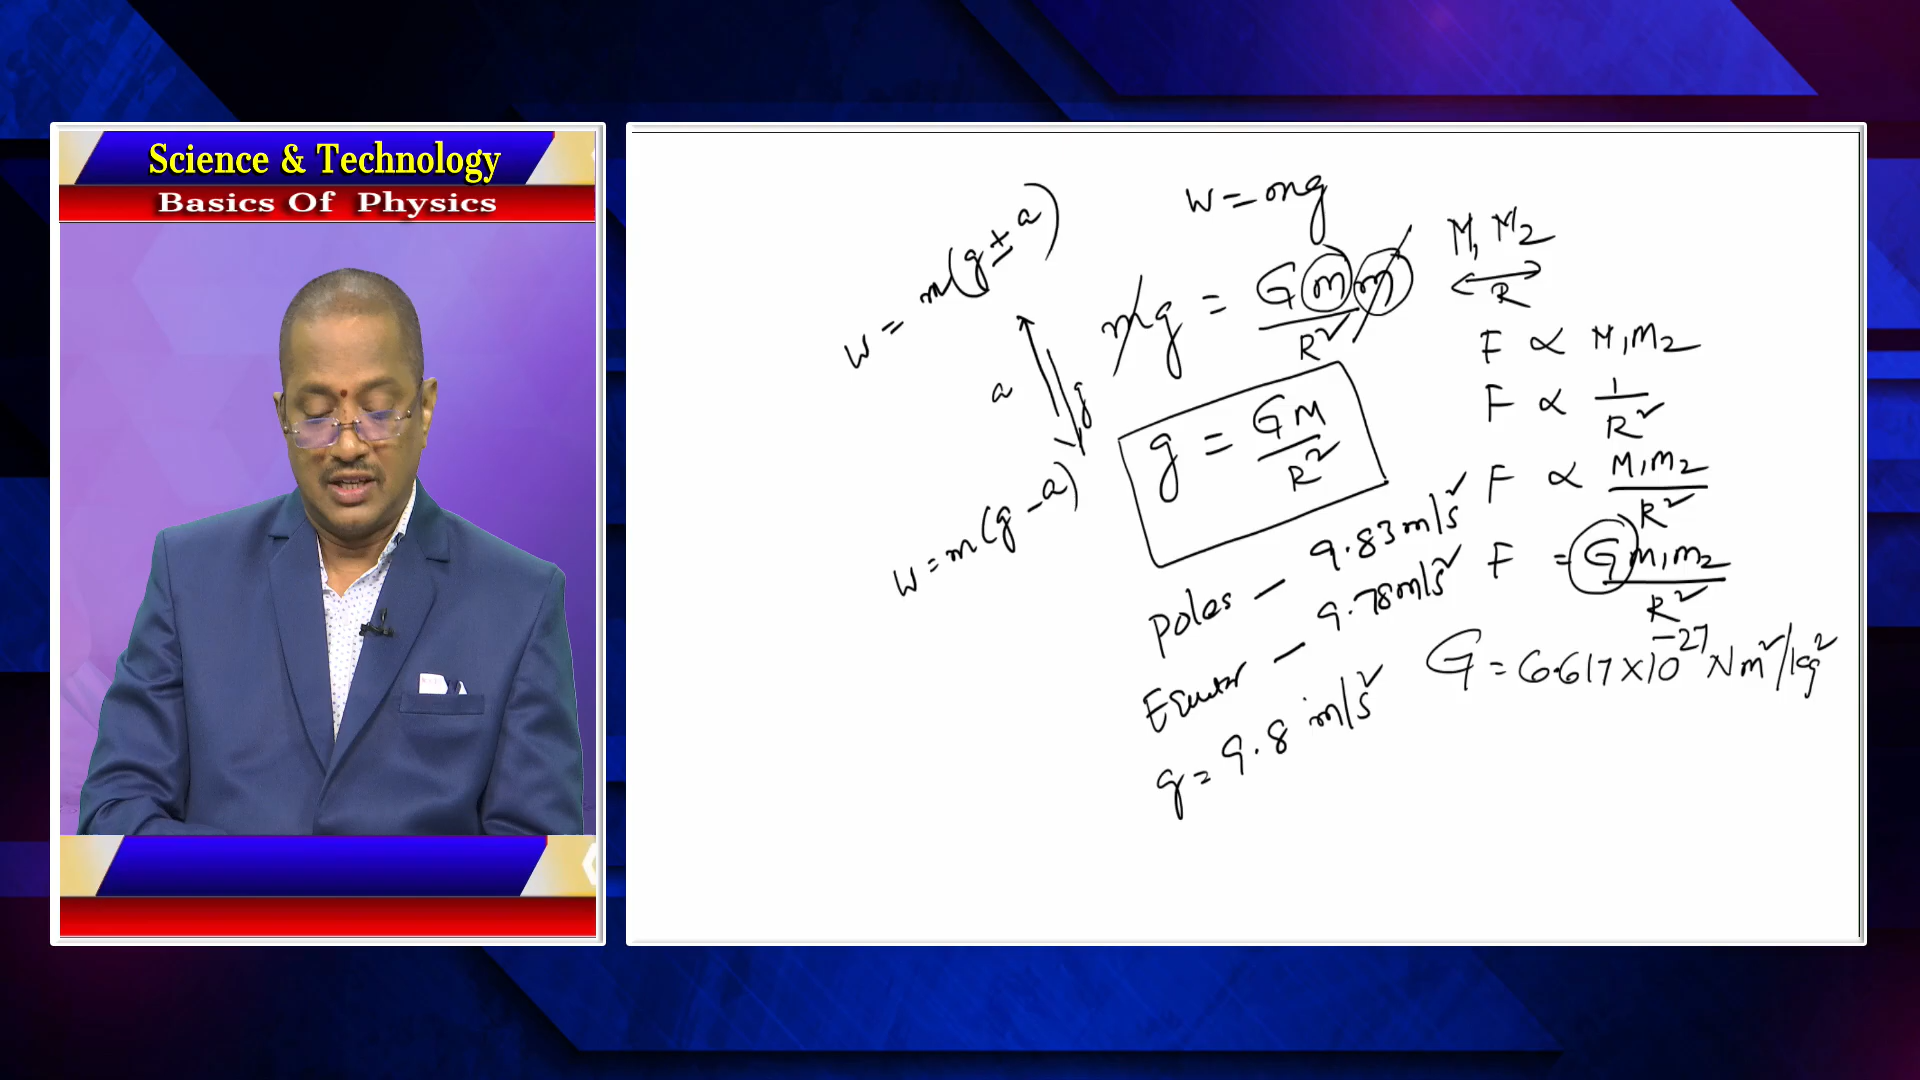 Science & Technology
Basics Of Physics
W = mg
W = m(g ± a)
mg = G m m / R²
a
g
g = GM / R²
W = m(g - a)
Poles - 9.83 m/s²
Equator - 9.78 m/s²
g = 9.8 m/s²
M1 M2
R
F ∝ M1M2
F ∝ 1 / R²
F ∝ M1M2 / R²
F = G M1M2 / R²
G = 6.617 × 10⁻²⁷ Nm²/kg²